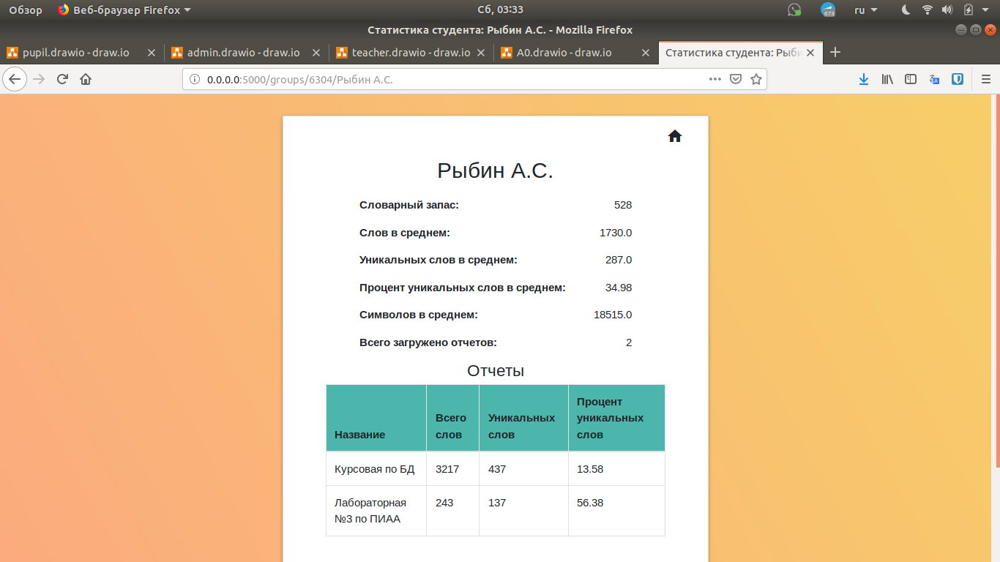 Обзор Веб-браузер Firefox Сб, 03:33 673 ru
Статистика студента: Рыбин А.С. - Mozilla Firefox
pupil.drawio - draw.io admin.drawio - draw.io teacher.drawio - draw.io A0.drawio - draw.io Статистика студента: Рыби
0.0.0.0:5000/groups/6304/Рыбин А.С.
Рыбин А.С.
Словарный запас: 528
Слов в среднем: 1730.0
Уникальных слов в среднем: 287.0
Процент уникальных слов в среднем: 34.98
Символов в среднем: 18515.0
Всего загружено отчетов: 2
Отчеты
Название Всего слов Уникальных слов Процент уникальных слов
Курсовая по БД 3217 437 13.58
Лабораторная 243 137 56.38
№3 по ПИАА